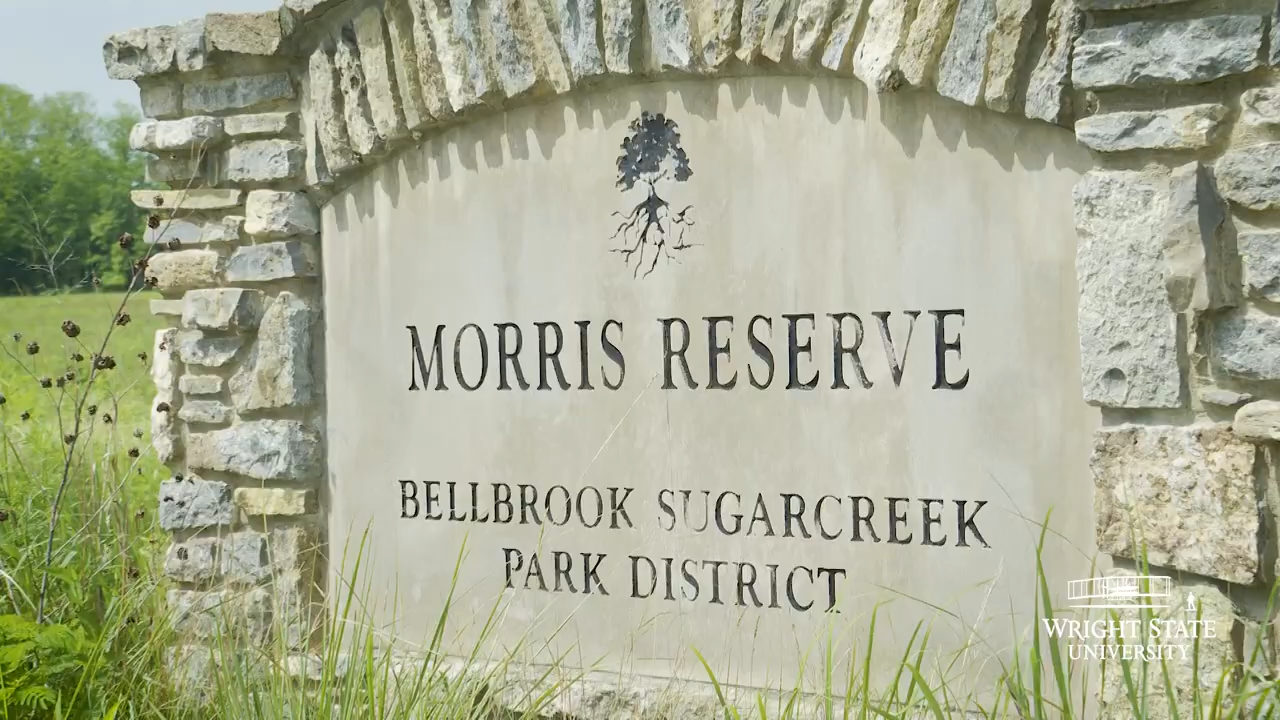 MORRIS RESERVE
BELLBROOK SUGARCREEK
PARK DISTRICT
WRIGHT STATE
UNIVERSITY